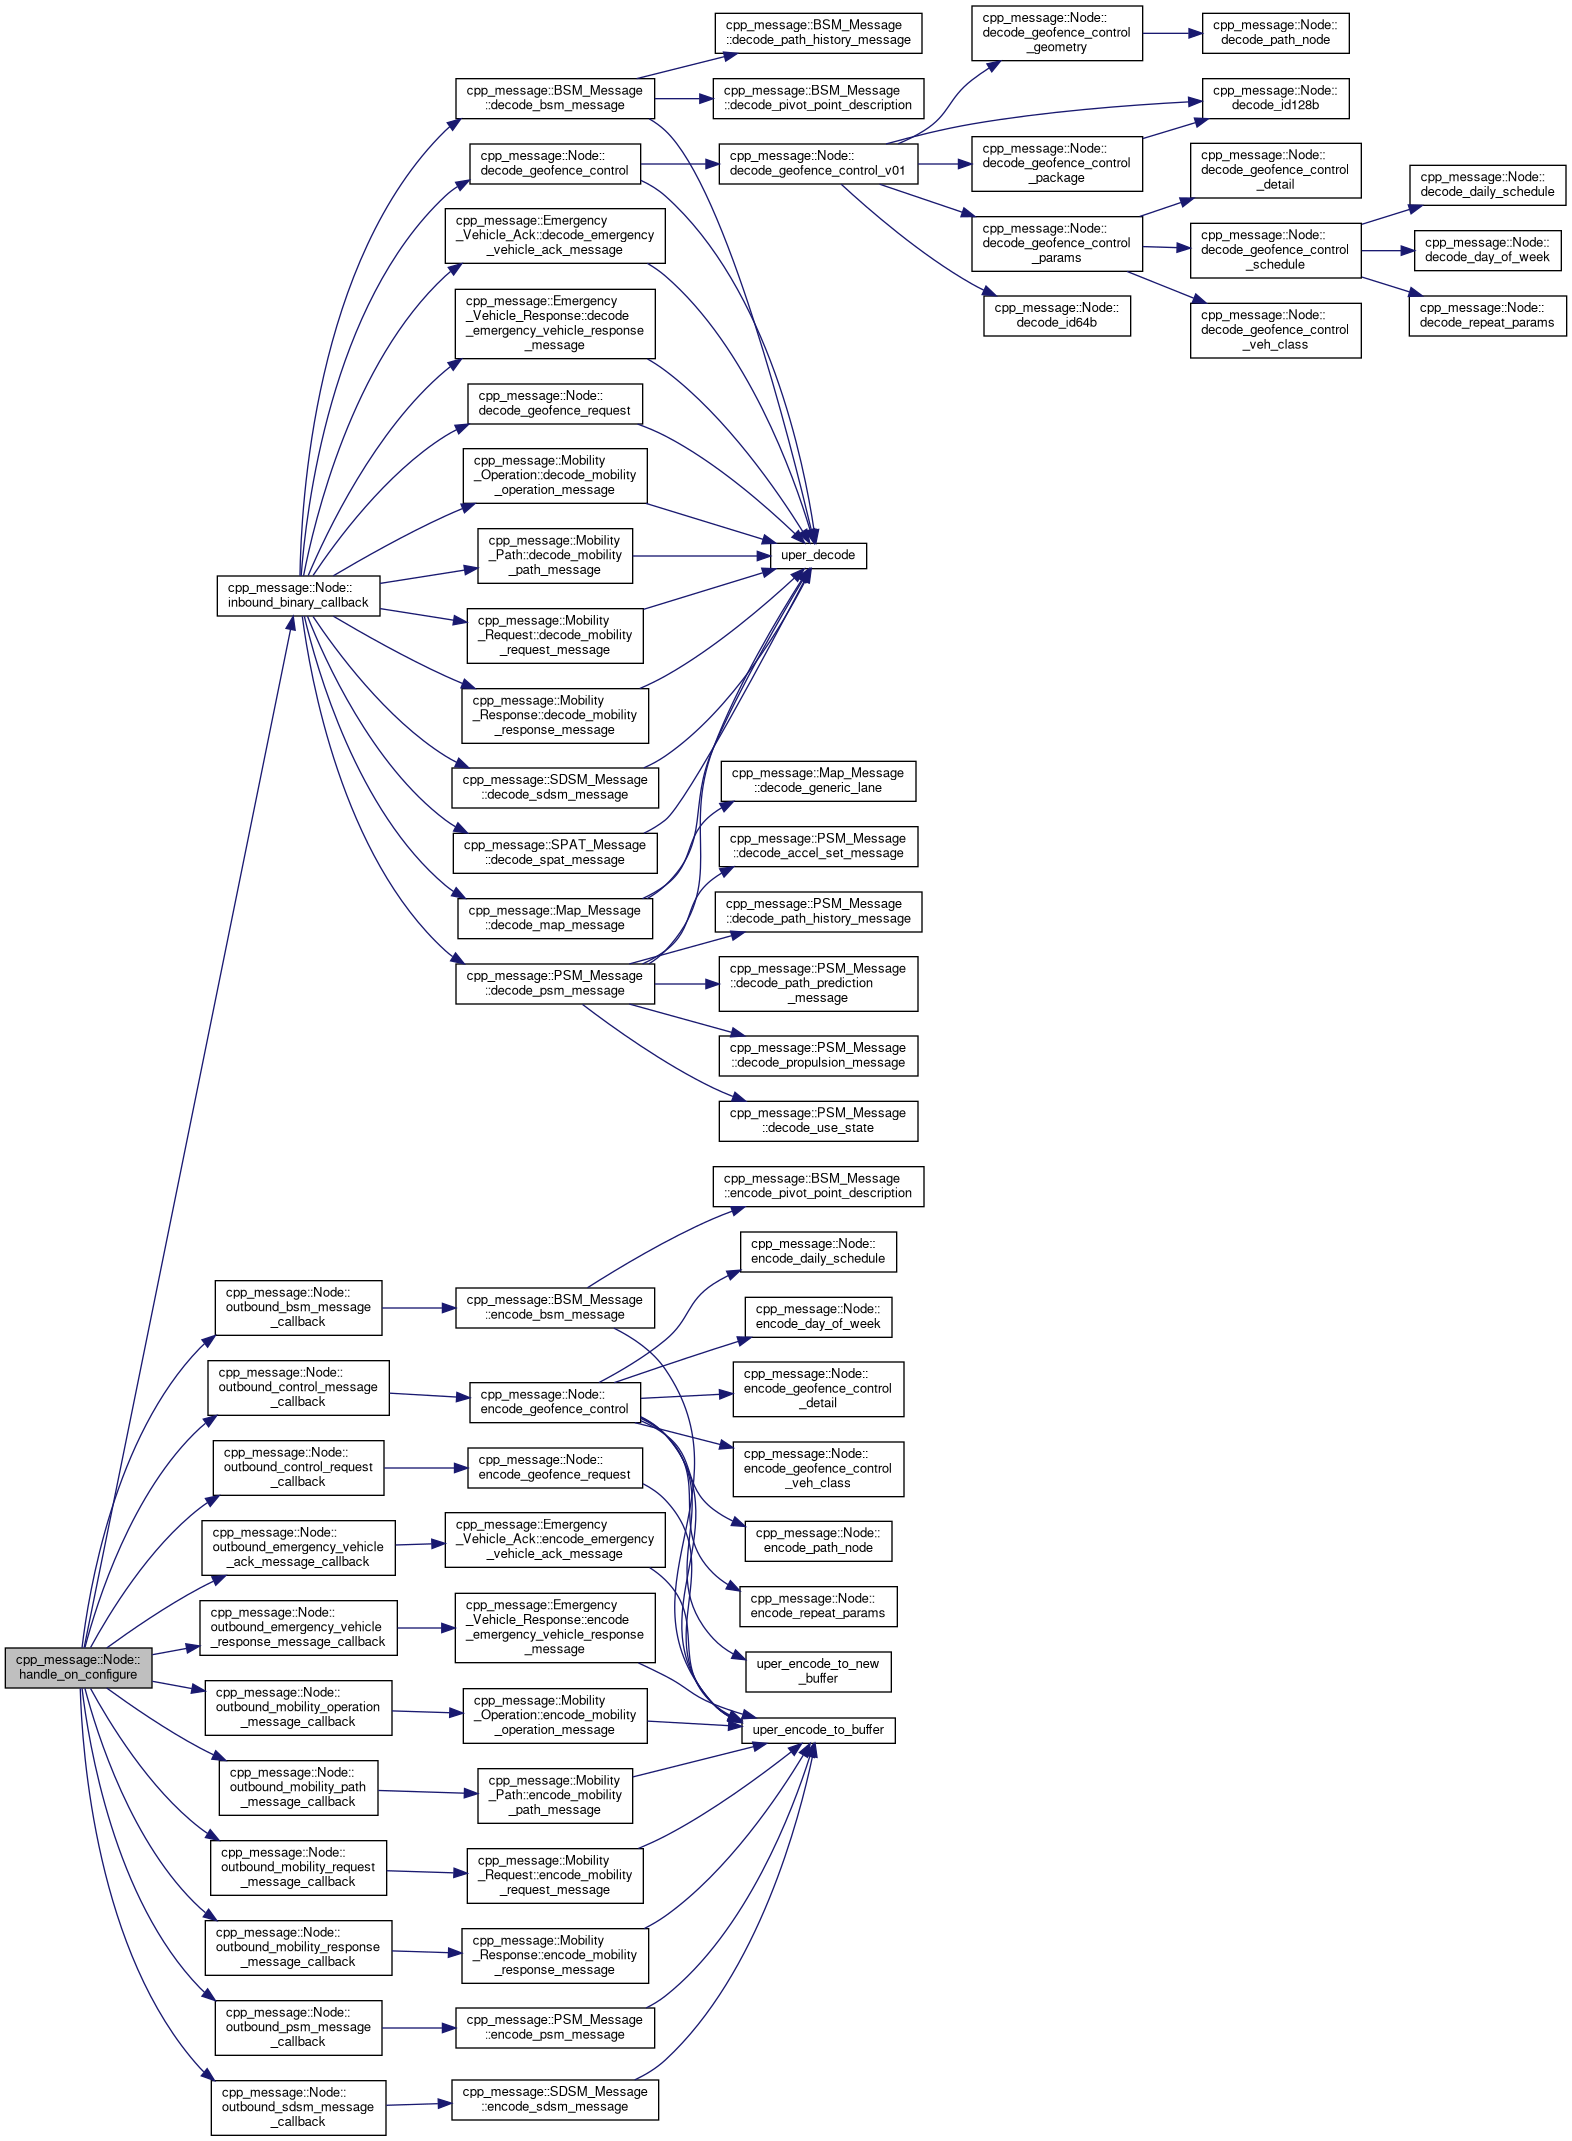 cpp_message::Node::
handle_on_configure
cpp_message::Node::
inbound_binary_callback
cpp_message::BSM_Message
::decode_bsm_message
cpp_message::BSM_Message
::decode_path_history_message
cpp_message::BSM_Message
::decode_pivot_point_description
uper_decode
cpp_message::Node::
decode_geofence_control
cpp_message::Node::
decode_geofence_control_v01
cpp_message::Node::
decode_geofence_control
_geometry
cpp_message::Node::
decode_path_node
cpp_message::Node::
decode_id128b
cpp_message::Node::
decode_geofence_control
_package
cpp_message::Node::
decode_geofence_control
_params
cpp_message::Node::
decode_geofence_control
_detail
cpp_message::Node::
decode_geofence_control
_schedule
cpp_message::Node::
decode_daily_schedule
cpp_message::Node::
decode_day_of_week
cpp_message::Node::
decode_repeat_params
cpp_message::Node::
decode_geofence_control
_veh_class
cpp_message::Node::
decode_id64b
cpp_message::Emergency
_Vehicle_Ack::decode_emergency
_vehicle_ack_message
cpp_message::Emergency
_Vehicle_Response::decode
_emergency_vehicle_response
_message
cpp_message::Node::
decode_geofence_request
cpp_message::Mobility
_Operation::decode_mobility
_operation_message
cpp_message::Mobility
_Path::decode_mobility
_path_message
cpp_message::Mobility
_Request::decode_mobility
_request_message
cpp_message::Mobility
_Response::decode_mobility
_response_message
cpp_message::SDSM_Message
::decode_sdsm_message
cpp_message::SPAT_Message
::decode_spat_message
cpp_message::Map_Message
::decode_map_message
cpp_message::Map_Message
::decode_generic_lane
cpp_message::PSM_Message
::decode_psm_message
cpp_message::PSM_Message
::decode_accel_set_message
cpp_message::PSM_Message
::decode_path_history_message
cpp_message::PSM_Message
::decode_path_prediction
_message
cpp_message::PSM_Message
::decode_propulsion_message
cpp_message::PSM_Message
::decode_use_state
cpp_message::Node::
outbound_bsm_message
_callback
cpp_message::BSM_Message
::encode_bsm_message
cpp_message::BSM_Message
::encode_pivot_point_description
cpp_message::Node::
outbound_control_message
_callback
cpp_message::Node::
encode_geofence_control
cpp_message::Node::
encode_daily_schedule
cpp_message::Node::
encode_day_of_week
cpp_message::Node::
encode_geofence_control
_detail
cpp_message::Node::
encode_geofence_control
_veh_class
cpp_message::Node::
encode_path_node
cpp_message::Node::
encode_repeat_params
uper_encode_to_new
_buffer
uper_encode_to_buffer
cpp_message::Node::
outbound_control_request
_callback
cpp_message::Node::
encode_geofence_request
cpp_message::Node::
outbound_emergency_vehicle
_ack_message_callback
cpp_message::Emergency
_Vehicle_Ack::encode_emergency
_vehicle_ack_message
cpp_message::Node::
outbound_emergency_vehicle
_response_message_callback
cpp_message::Emergency
_Vehicle_Response::encode
_emergency_vehicle_response
_message
cpp_message::Node::
outbound_mobility_operation
_message_callback
cpp_message::Mobility
_Operation::encode_mobility
_operation_message
cpp_message::Node::
outbound_mobility_path
_message_callback
cpp_message::Mobility
_Path::encode_mobility
_path_message
cpp_message::Node::
outbound_mobility_request
_message_callback
cpp_message::Mobility
_Request::encode_mobility
_request_message
cpp_message::Node::
outbound_mobility_response
_message_callback
cpp_message::Mobility
_Response::encode_mobility
_response_message
cpp_message::Node::
outbound_psm_message
_callback
cpp_message::PSM_Message
::encode_psm_message
cpp_message::Node::
outbound_sdsm_message
_callback
cpp_message::SDSM_Message
::encode_sdsm_message